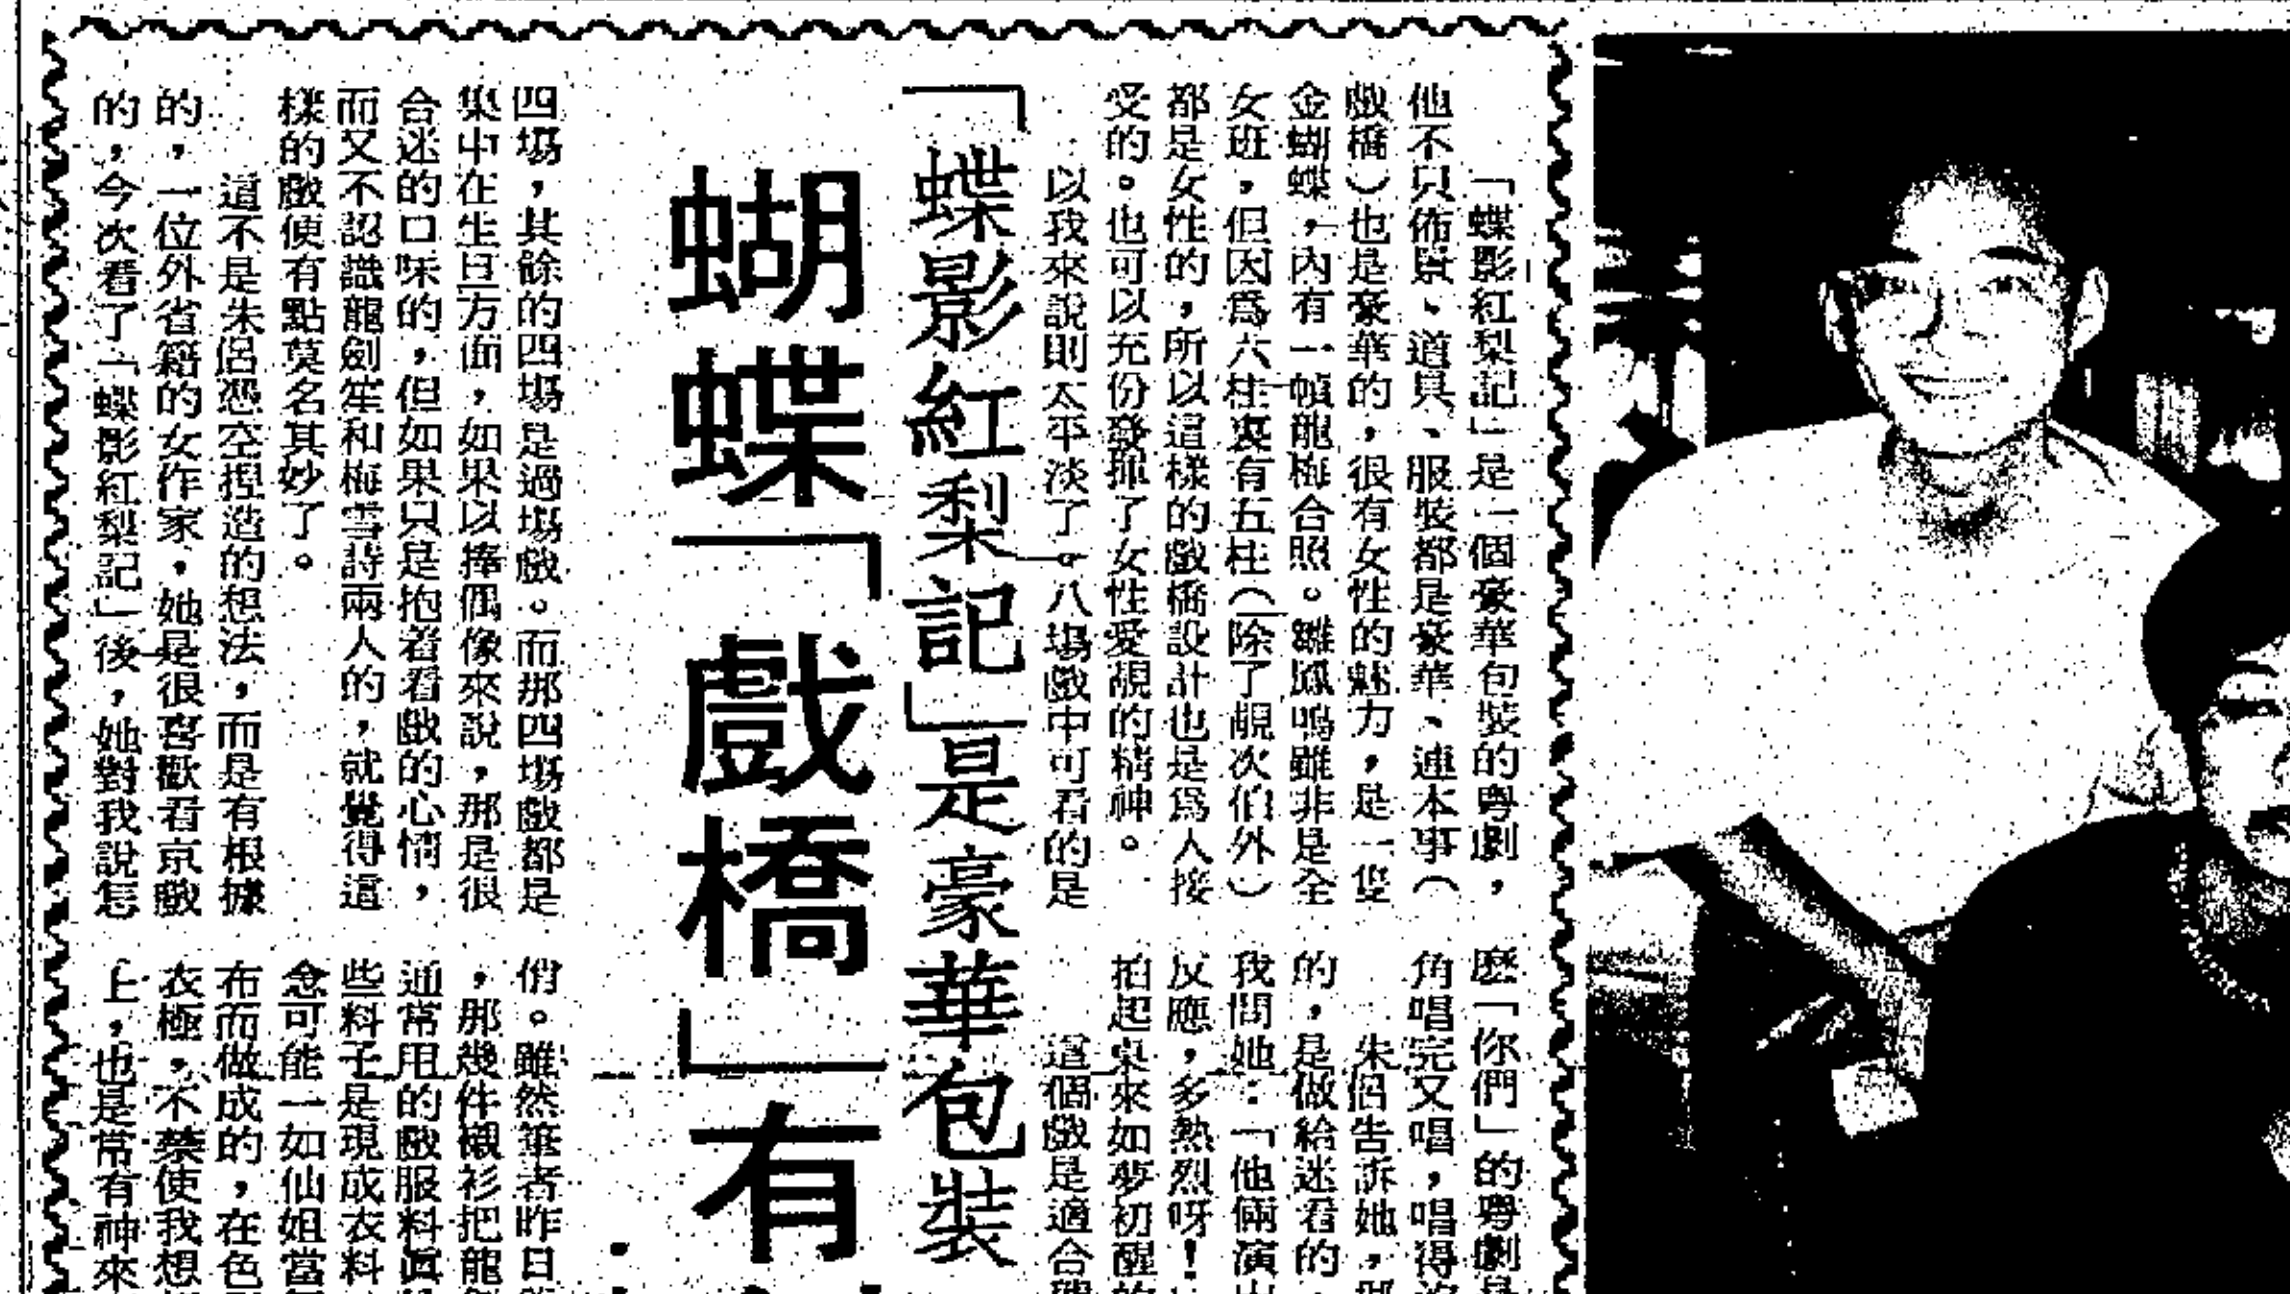 「蝶影紅梨記」是豪華包裝
蝴蝶「戲橋」有
「蝶影紅梨記」是一個豪華包裝的粵劇，
他不只佈景、道具、服裝都是豪華、連本事（
戲橋）也是豪華的，很有女性的魅力，是一隻
金蝴蝶，內有一幀龍梅合照。雛鳳鳴雖非是全
女班，但因為六柱裏有五柱（除了靚次伯外）
都是女性的，所以這樣的戲橋設計也是為人接
受的。也可以充份發揮了女性愛靚的精神。
以我來說則太平淡了。八場戲中可看的是
四場，其餘的四場是過場戲。而那四場戲都是
集中在生旦方面，如果以捧偶像來說，那是很
合迷的口味的，但如果只是抱着看戲的心情，
而又不認識龍劍笙和梅雪詩兩人的，就覺得這
樣的戲便有點莫名其妙了。
這不是朱侶憑空捏造的想法，而是有根據
的，一位外省籍的女作家，她是很喜歡看京戲
的，今次看了「蝶影紅梨記」後，她對我說怎
麼「你們」的粵劇是
角唱完又唱，唱得
朱侶告訴她，那
的，是做給迷看的
我問她：「他倆演出
反應，多熱烈呀！
拍起桌來如夢初醒的
這個戲是適合
俏。雖然筆者昨日
，那幾件襯衫把龍
通常用的戲服料真
些料子是現成衣料
念可能一如仙姐當
布而做成的，在色
衣極，不禁使我想
上，也是常有神來